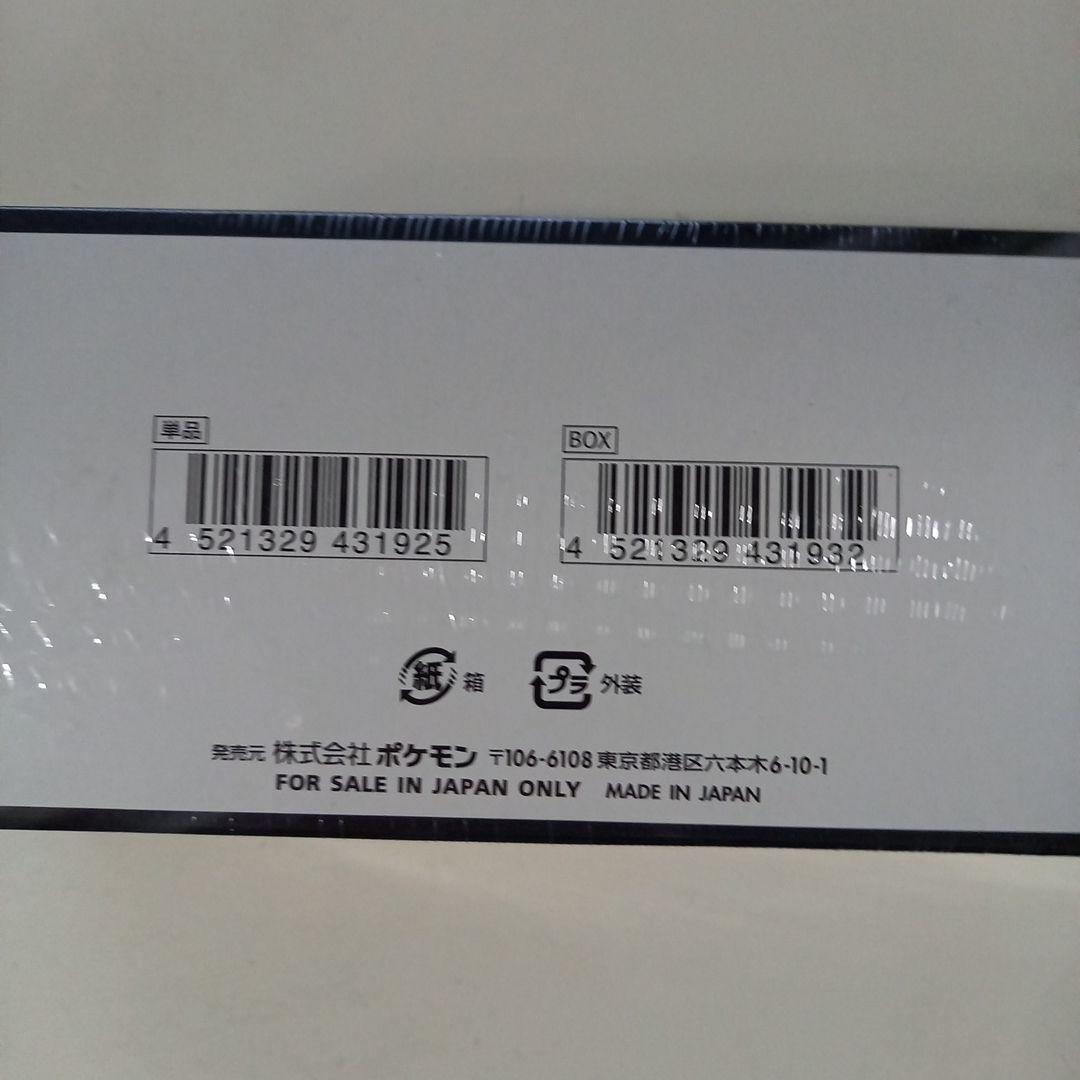 単品
BOX
4 521329 431925
4 521329 431932
紙 箱
プラ 外装
発売元 株式会社ポケモン 〒106-6108 東京都港区六本木6-10-1
FOR SALE IN JAPAN ONLY MADE IN JAPAN